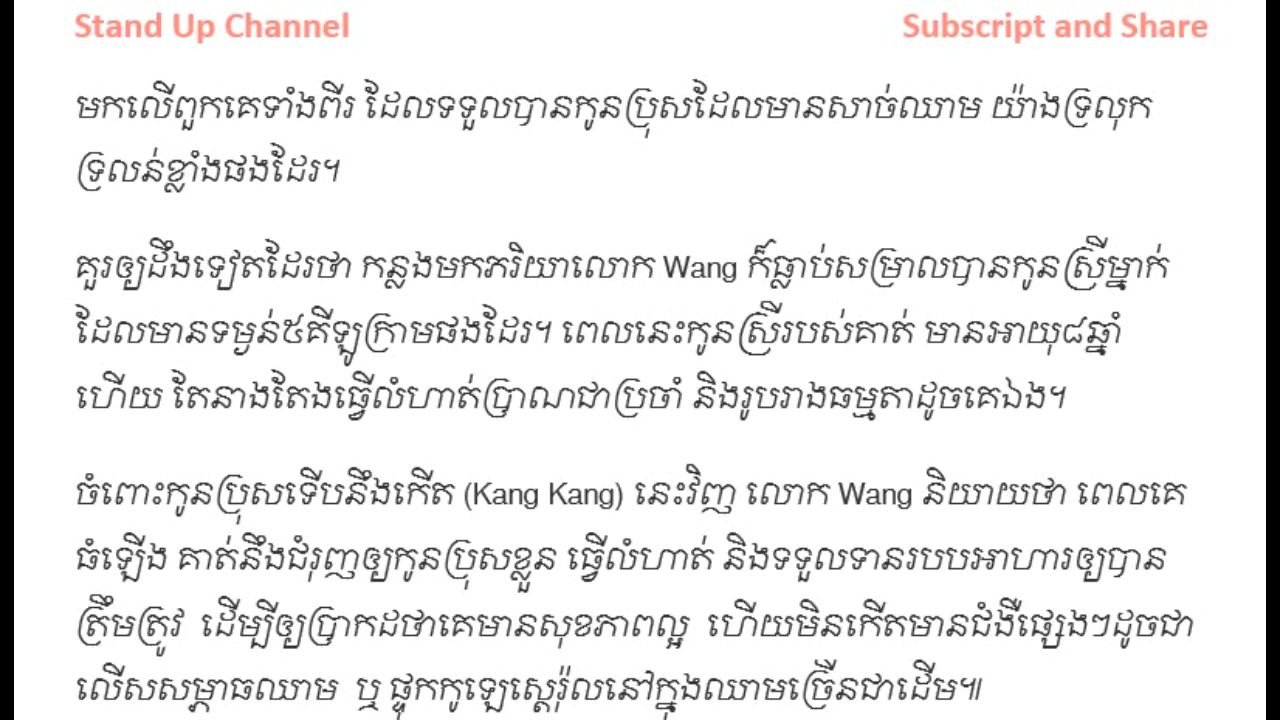 Stand Up Channel
Subscript and Share
មកលើពួកគេទាំងពីរ ដែលទទួលបានកូនប្រុសដែលមានសាច់ឈាម យ៉ាងទ្រលុក
ទ្រលន់ខ្លាំងផងដែរ។
គួរឲ្យដឹងទៀតដែរថា កន្លងមកភរិយាលោក Wang ក៏ធ្លាប់សម្រាលបានកូនស្រីម្នាក់
ដែលមានទម្ងន់៥គីឡូក្រាមផងដែរ។ ពេលនេះកូនស្រីរបស់គាត់ មានអាយុ៨ឆ្នាំ
ហើយ តែនាងតែងធ្វើលំហាត់ប្រាណជាប្រចាំ និងរូបរាងធម្មតាដូចគេឯង។
ចំពោះកូនប្រុសទើបនឹងកើត (Kang Kang) នេះវិញ លោក Wang និយាយថា ពេលគេ
ធំឡើង គាត់នឹងជំរុញឲ្យកូនប្រុសខ្លួន ធ្វើលំហាត់ និងទទួលទានរបបអាហារឲ្យបាន
ត្រឹមត្រូវ ដើម្បីឲ្យប្រាកដថាគេមានសុខភាពល្អ ហើយមិនកើតមានជំងឺផ្សេងៗដូចជា
លើសសម្ពាធឈាម ឬ ផ្ទុកកូឡេស្តេរ៉ុលនៅក្នុងឈាមច្រើនជាដើម៕